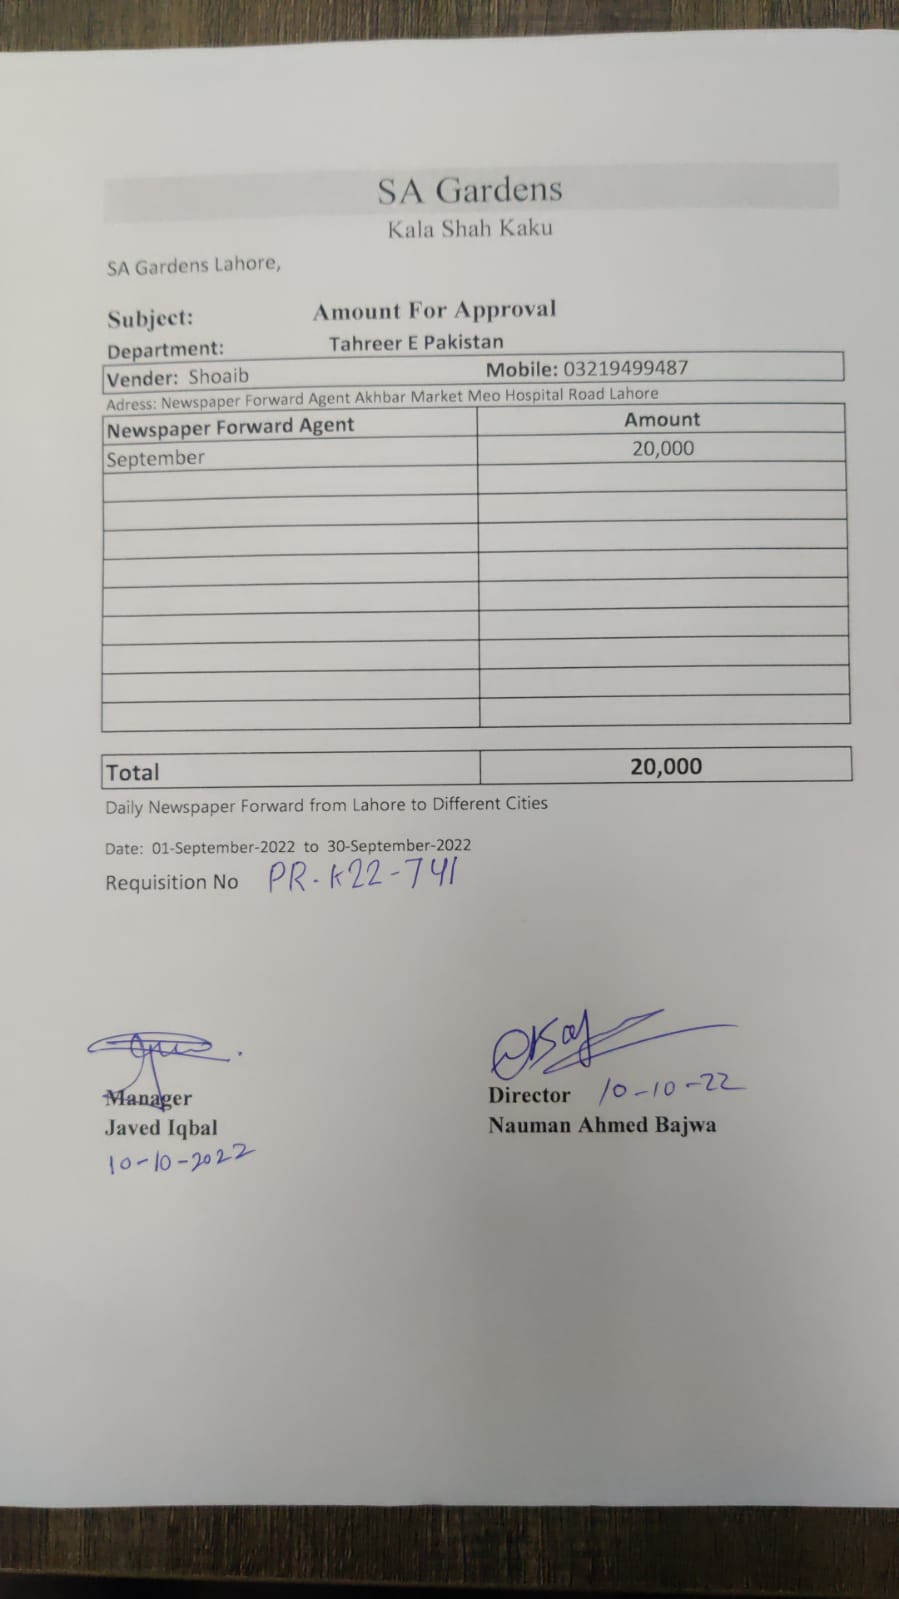 SA Gardens
Kala Shah Kaku
SA Gardens Lahore,
Subject: Amount For Approval
Department: Tahreer E Pakistan
Vender: Shoaib Mobile: 03219499487
Adress: Newspaper Forward Agent Akhbar Market Meo Hospital Road Lahore
Newspaper Forward Agent Amount
September 20,000
Total 20,000
Daily Newspaper Forward from Lahore to Different Cities
Date: 01-September-2022 to 30-September-2022
Requisition No PR-K22-741
Manager Director 10-10-22
Javed Iqbal Nauman Ahmed Bajwa
10-10-2022